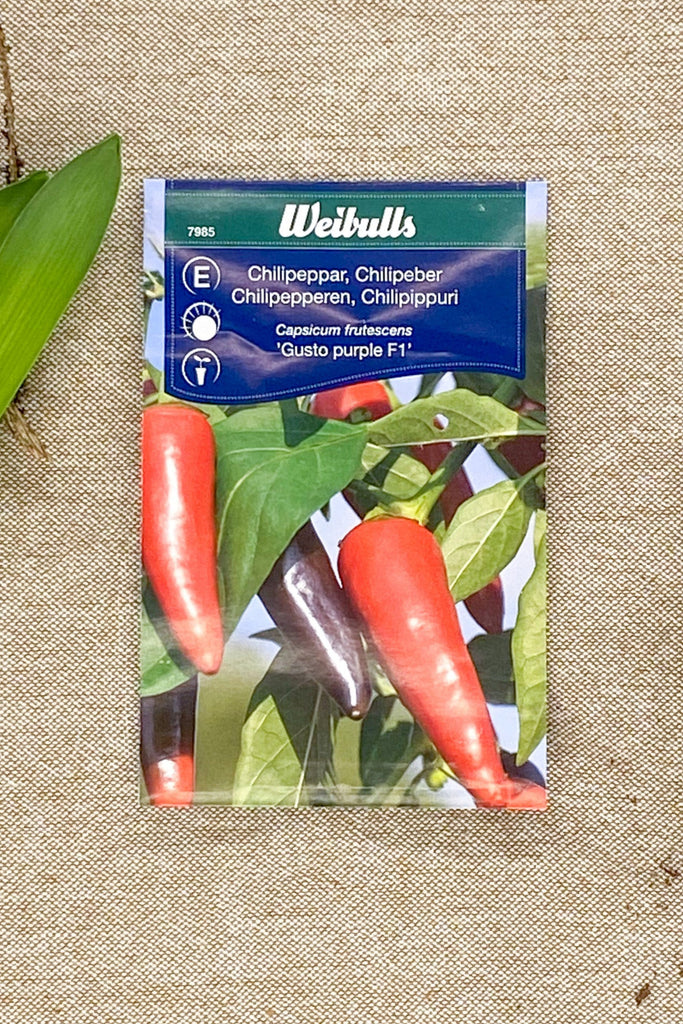 Weibulls
7985
E
Chilipeppar, Chilipeber
Chilipepperen, Chilipippuri
Capsicum frutescens
'Gusto purple F1'